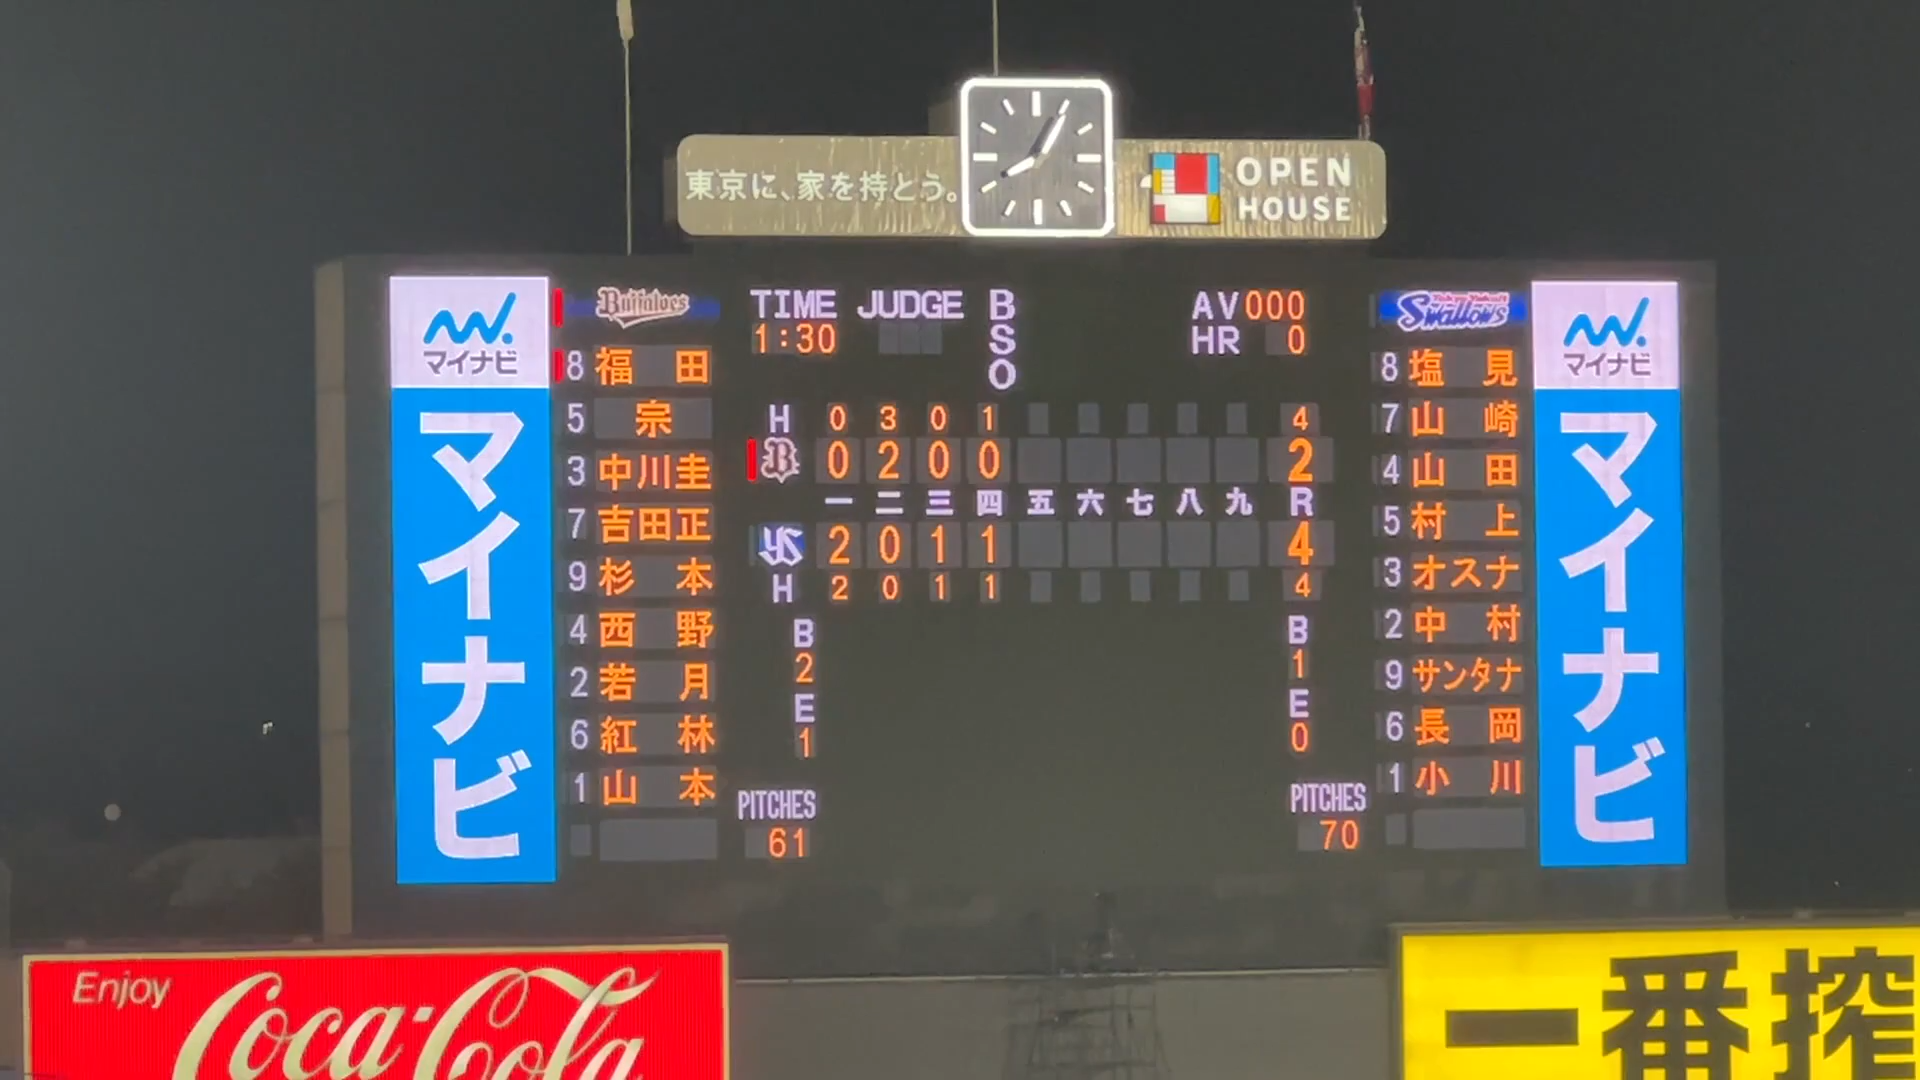 東京に、家を持とう。
OPEN
HOUSE
マイナビ
マイナビ
Buffaloes
8 福田
5 宗
3 中川圭
7 吉田正
9 杉本
4 西野
2 若月
6 紅林
1 山本
TIME JUDGE B
1:30 S
O
AV 000
HR 0
H 0 3 0 1 4
B 0 2 0 0 2
一 二 三 四 五 六 七 八 九 R
YS 2 0 1 1 4
H 2 0 1 1 4
B
2
E
1
PITCHES
61
B
1
E
0
PITCHES
70
Tokyo Yakult
Swallows
8 塩見
7 山崎
4 山田
5 村上
3 オスナ
2 中村
9 サンタナ
6 長岡
1 小川
マイナビ
マイナビ
Enjoy
Coca-Cola
一番搾